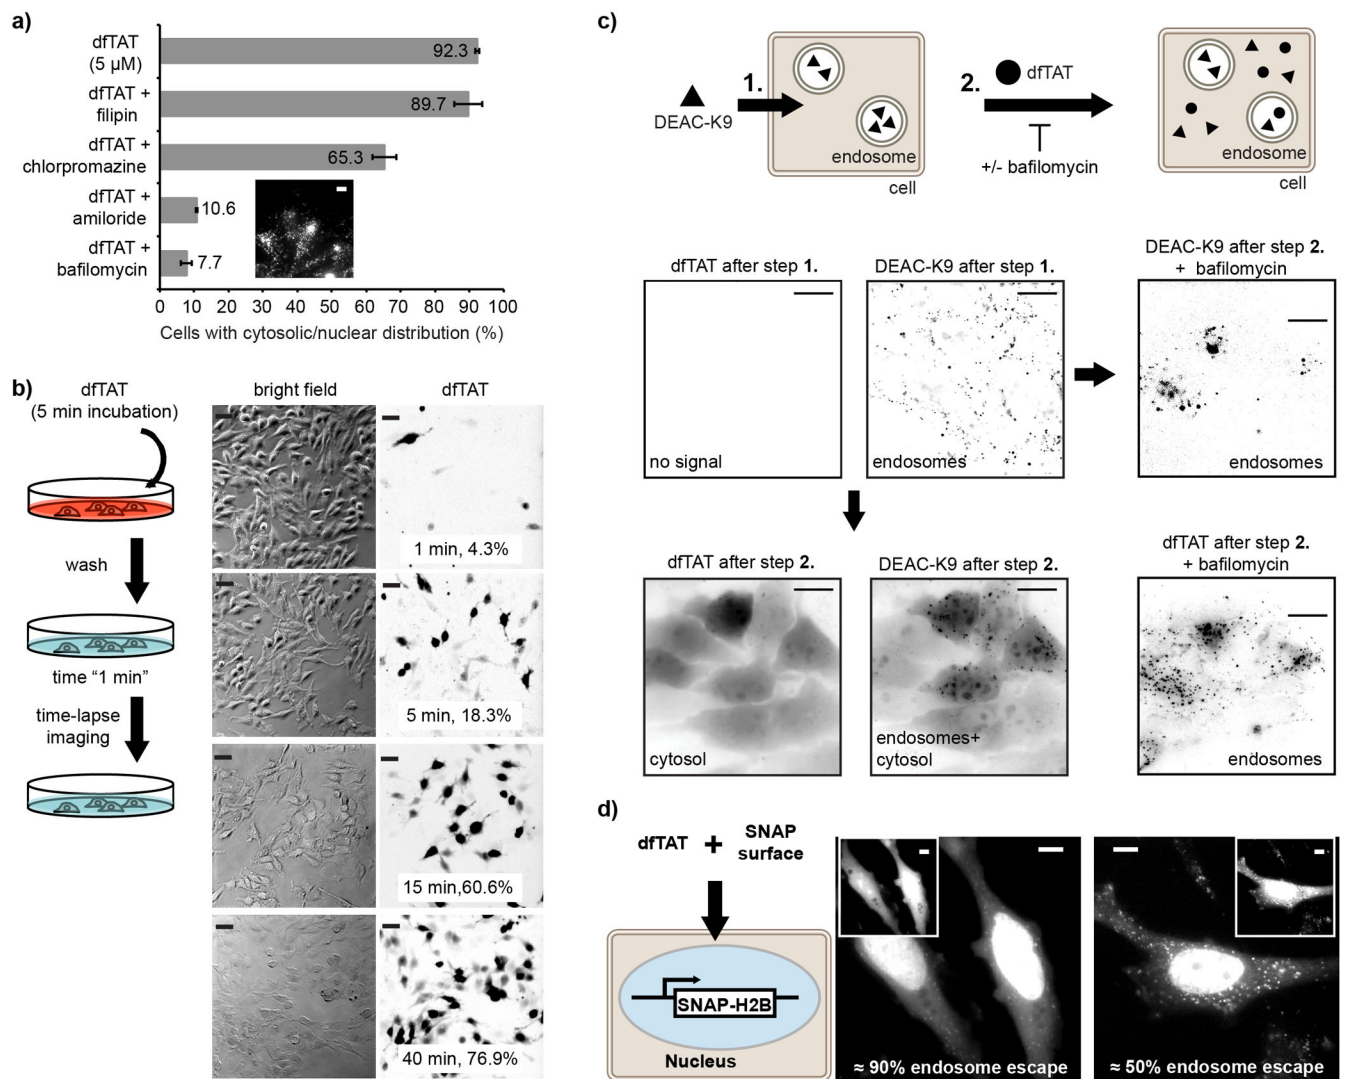 a)
dfTAT
(5 µM)
92.3
dfTAT +
filipin
89.7
dfTAT +
chlorpromazine
65.3
dfTAT +
amiloride
10.6
dfTAT +
bafilomycin
7.7
0 10 20 30 40 50 60 70 80 90 100
Cells with cytosolic/nuclear distribution (%)
b)
dfTAT
(5 min incubation)
wash
time “1 min”
time-lapse
imaging
bright field
dfTAT
1 min, 4.3%
5 min, 18.3%
15 min,60.6%
40 min, 76.9%
c)
DEAC-K9
1.
endosome
cell
2.
dfTAT
+/- bafilomycin
endosome
cell
dfTAT after step 1.
no signal
DEAC-K9 after step 1.
endosomes
DEAC-K9 after step 2.
+ bafilomycin
endosomes
dfTAT after step 2.
cytosol
DEAC-K9 after step 2.
endosomes+
cytosol
dfTAT after step 2.
+ bafilomycin
endosomes
d)
dfTAT + SNAP
surface
SNAP-H2B
Nucleus
≈ 90% endosome escape
≈ 50% endosome escape